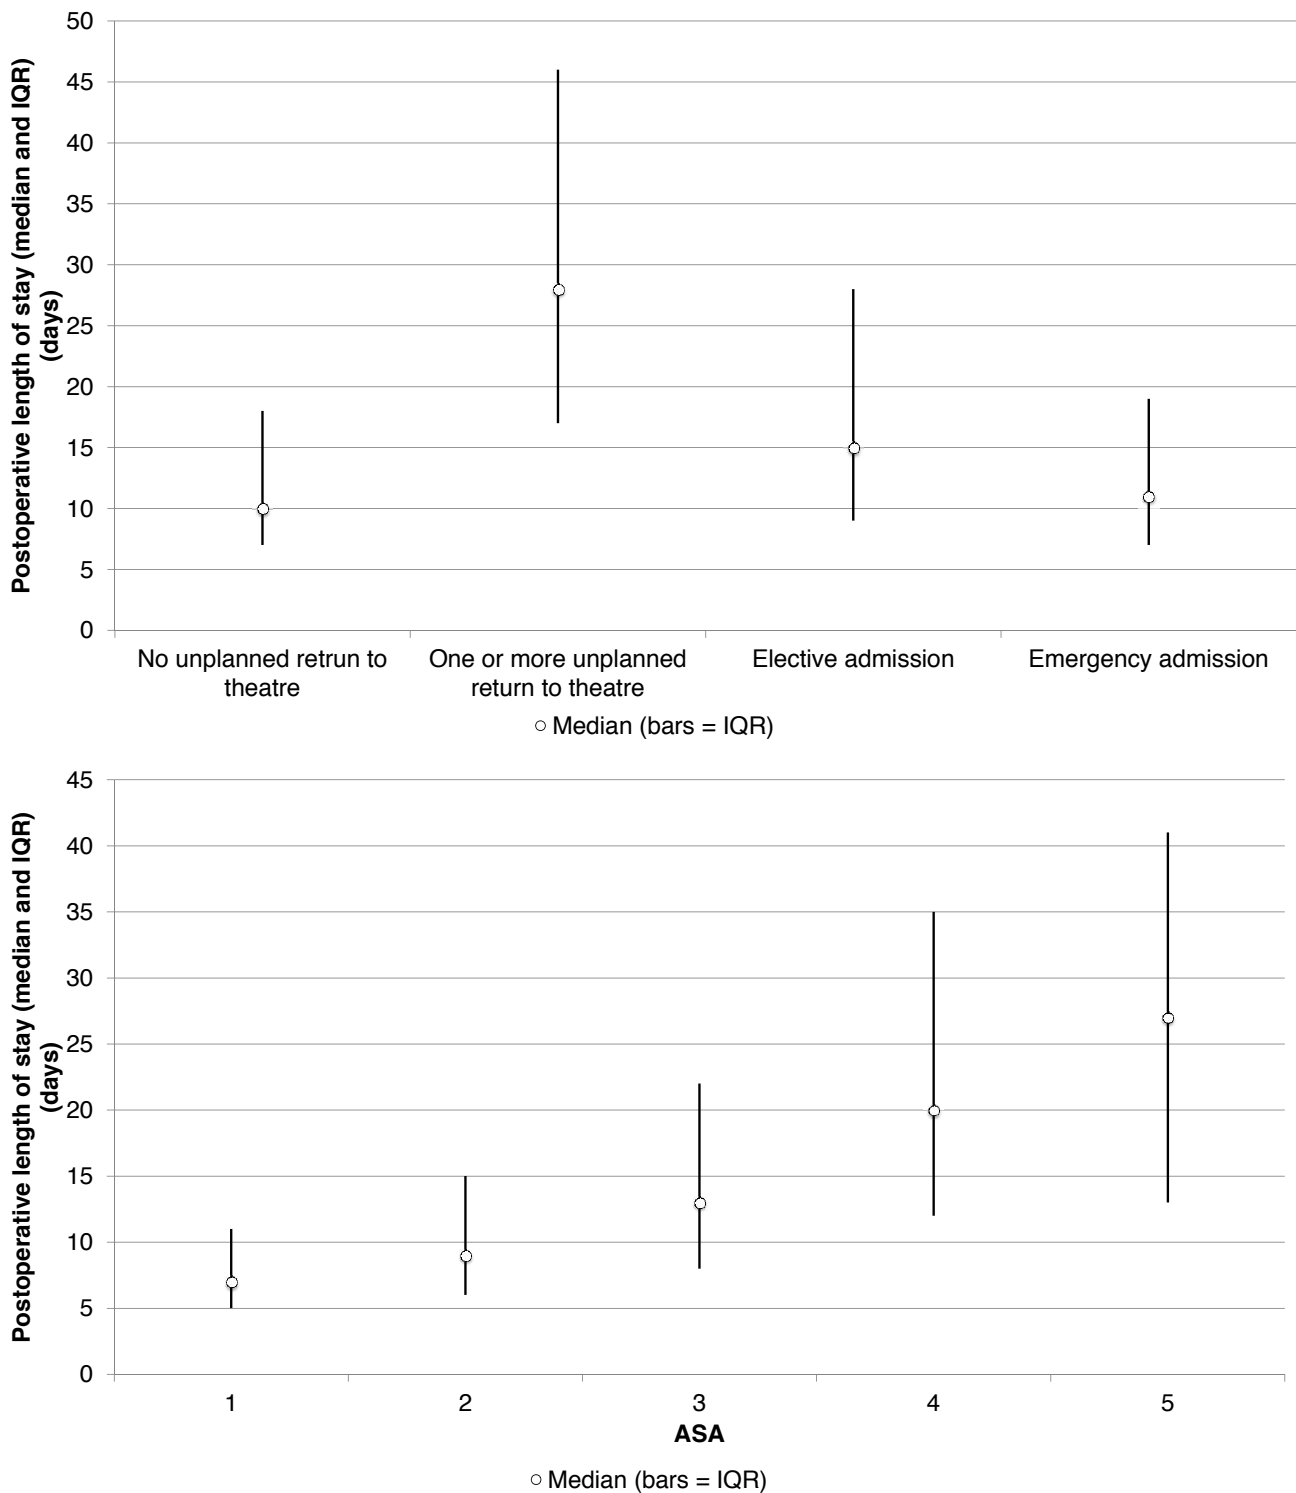 50
45
40
35
30
25
20
15
10
5
0
Postoperative length of stay (median and IQR)
(days)
No unplanned retrun to
theatre
One or more unplanned
return to theatre
Elective admission
Emergency admission
Median (bars = IQR)
45
40
35
30
25
20
15
10
5
0
Postoperative length of stay (median and IQR)
(days)
1 2 3 4 5
ASA
Median (bars = IQR)